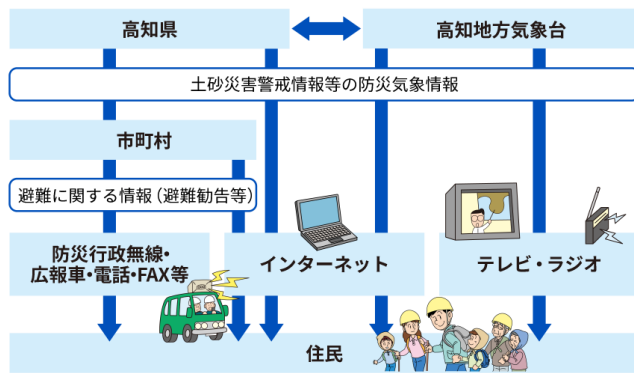 高知県
高知地方気象台
土砂災害警戒情報等の防災気象情報
市町村
避難に関する情報（避難勧告等）
防災行政無線・
広報車・電話・FAX等
インターネット
テレビ・ラジオ
住民